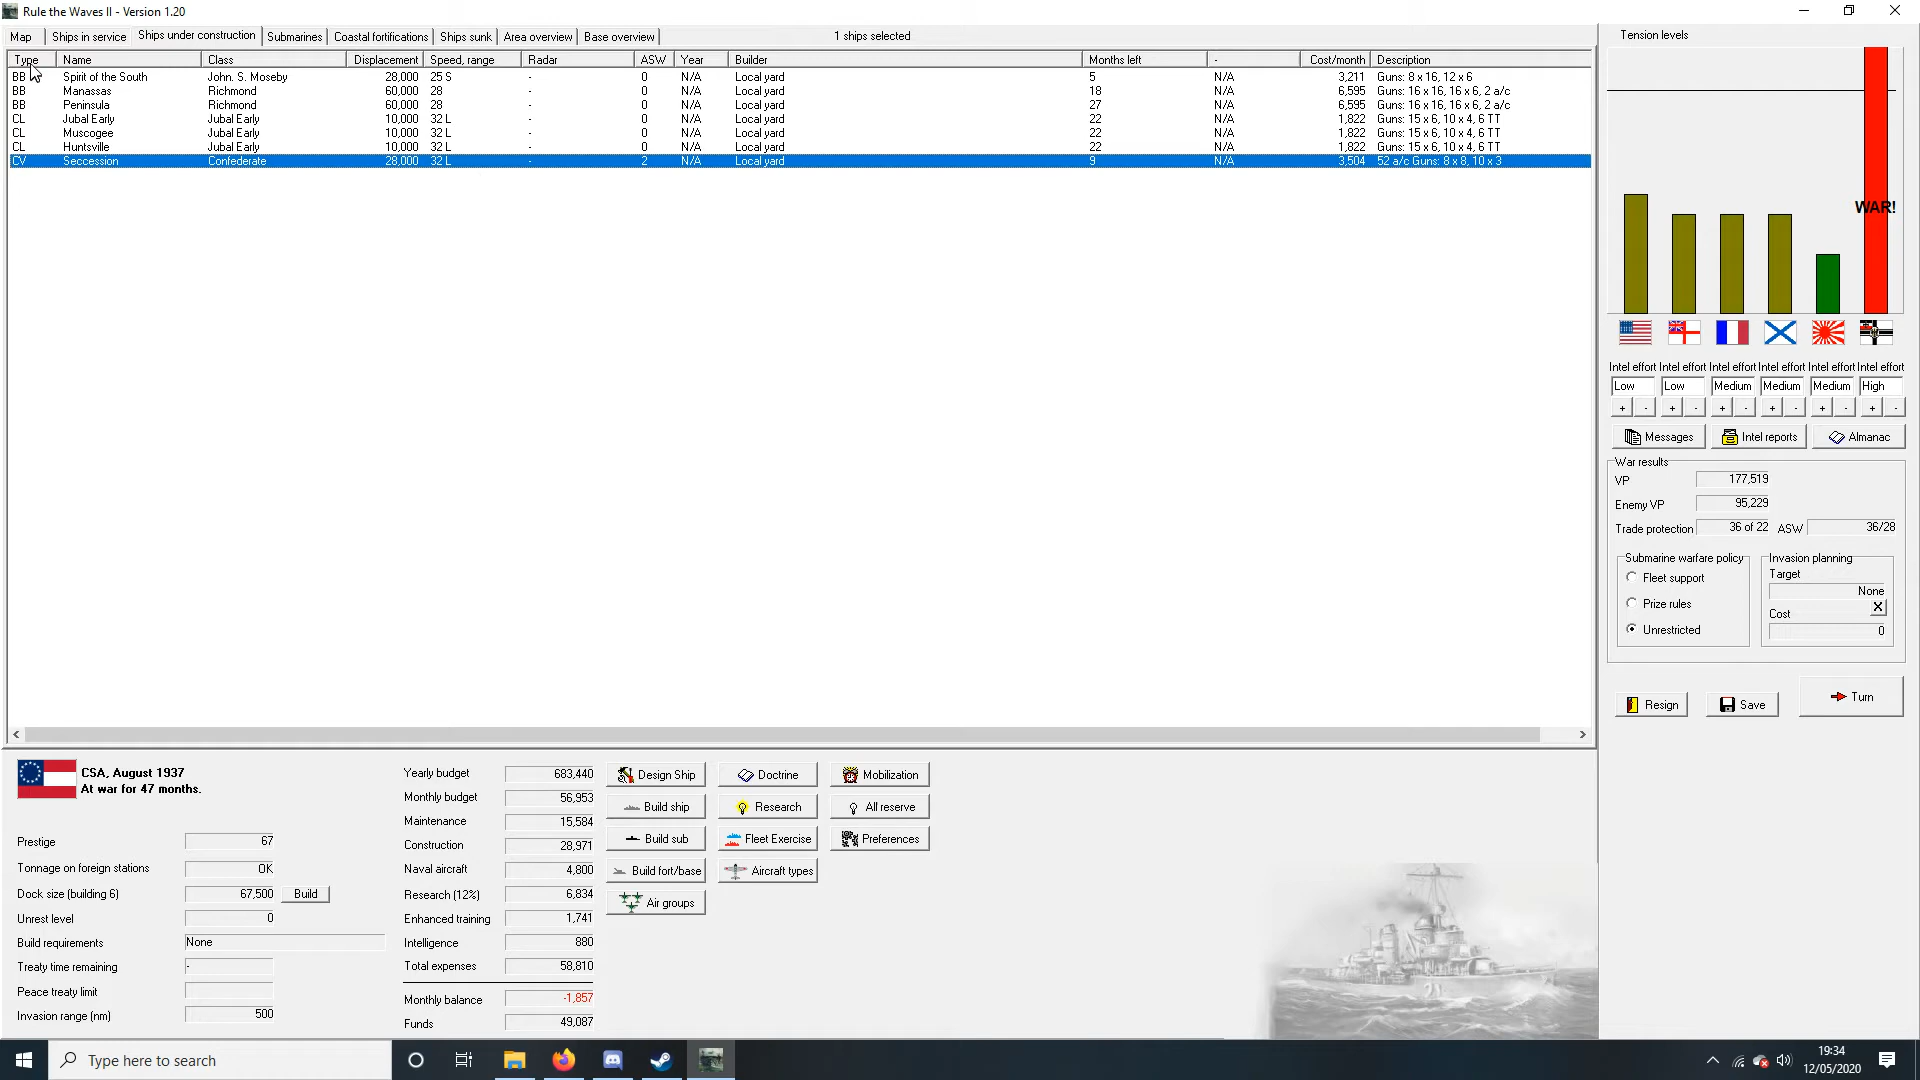 Rule the Waves II - Version 1.20
Map Ships in service Ships under construction Submarines Coastal fortifications Ships sunk Area overview Base overview 1 ships selected
Type Name Class Displacement Speed, range Radar ASW Year Builder Months left - Cost/month Description
BB Spirit of the South John. S. Moseby 28,000 25 S - 0 N/A Local yard 5 N/A 3,211 Guns: 8 x 16, 12 x 6
BB Manassas Richmond 60,000 28 - 0 N/A Local yard 18 N/A 6,595 Guns: 16 x 16, 16 x 6, 2 a/c
BB Peninsula Richmond 60,000 28 - 0 N/A Local yard 27 N/A 6,595 Guns: 16 x 16, 16 x 6, 2 a/c
CL Jubal Early Jubal Early 10,000 32 L - 0 N/A Local yard 22 N/A 1,822 Guns: 15 x 6, 10 x 4, 6 TT
CL Muscogee Jubal Early 10,000 32 L - 0 N/A Local yard 22 N/A 1,822 Guns: 15 x 6, 10 x 4, 6 TT
CL Huntsville Jubal Early 10,000 32 L - 0 N/A Local yard 22 N/A 1,822 Guns: 15 x 6, 10 x 4, 6 TT
CV Seccession Confederate 28,000 32 L - 2 N/A Local yard 9 N/A 3,504 52 a/c Guns: 8 x 8, 10 x 3
Tension levels
WAR!
Intel effort Intel effort Intel effort Intel effort Intel effort Intel effort
Low Low Medium Medium Medium High
+ - + - + - + - + - + -
Messages Intel reports Almanac
War results
VP 177,519
Enemy VP 95,229
Trade protection 36 of 22 ASW 36/28
Submarine warfare policy
Fleet support
Prize rules
Unrestricted
Invasion planning
Target
None
Cost X
0
Resign Save Turn
CSA, August 1937
At war for 47 months.
Prestige 67
Tonnage on foreign stations OK
Dock size (building 6) 67,500 Build
Unrest level 0
Build requirements None
Treaty time remaining -
Peace treaty limit
Invasion range (nm) 500
Yearly budget 683,440
Monthly budget 56,953
Maintenance 15,584
Construction 28,971
Naval aircraft 4,800
Research (12%) 6,834
Enhanced training 1,741
Intelligence 880
Total expenses 58,810
Monthly balance -1,857
Funds 49,087
Design Ship Doctrine Mobilization
Build ship Research All reserve
Build sub Fleet Exercise Preferences
Build fort/base Aircraft types
Air groups
Type here to search
19:34
12/05/2020